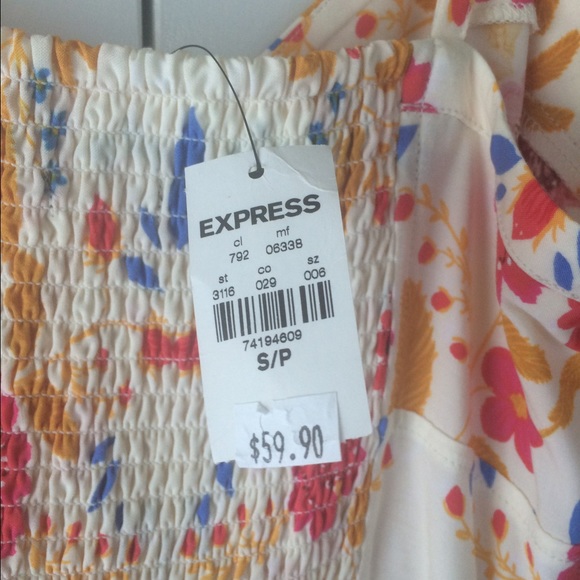 EXPRESS
cl mf
792 06338
st co sz
3116 029 006
74194609
S/P
$59.90